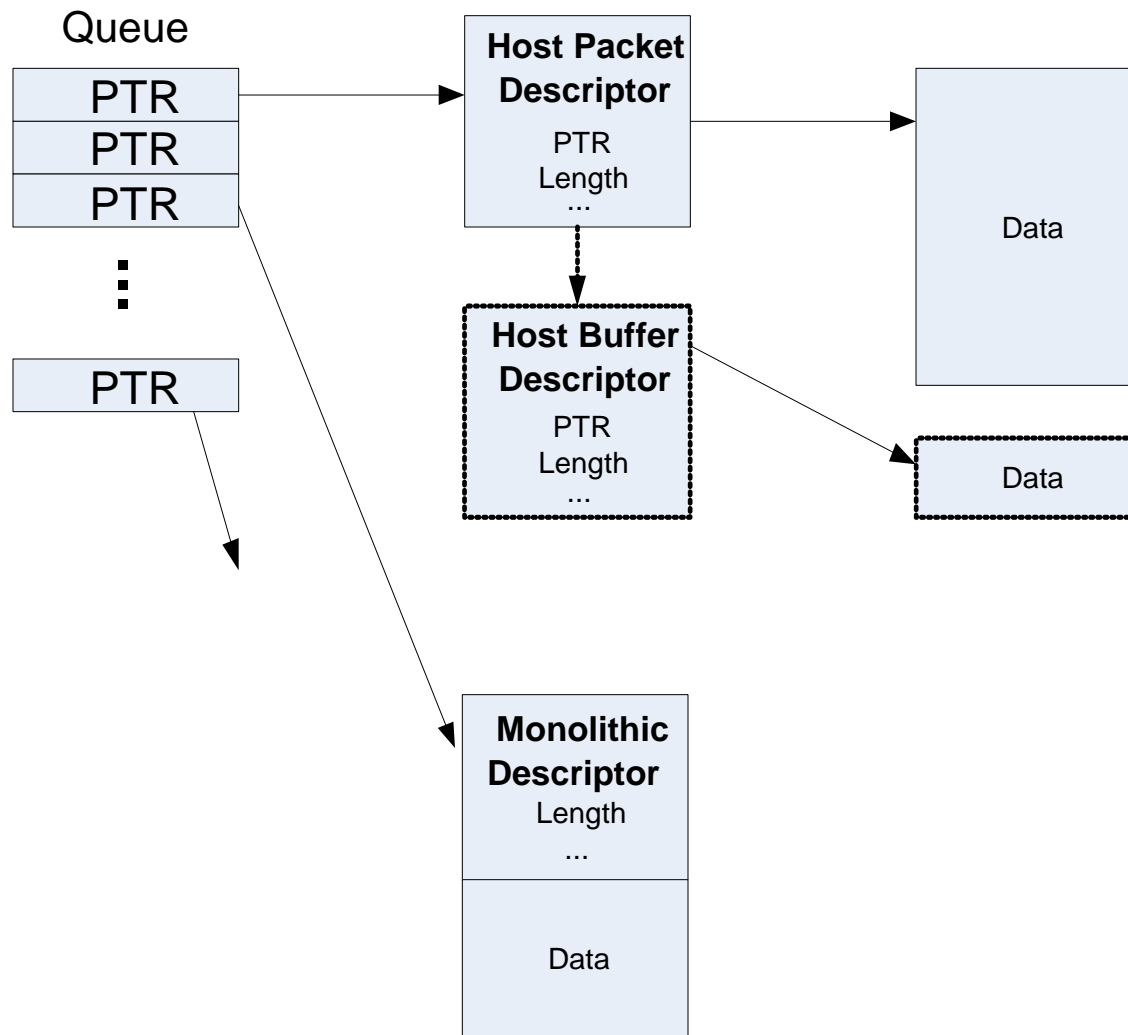 Queue
PTR
PTR
PTR
PTR
Host Packet
Descriptor
PTR
Length
...
Host Buffer
Descriptor
PTR
Length
...
Data
Data
Monolithic
Descriptor
Length
...
Data